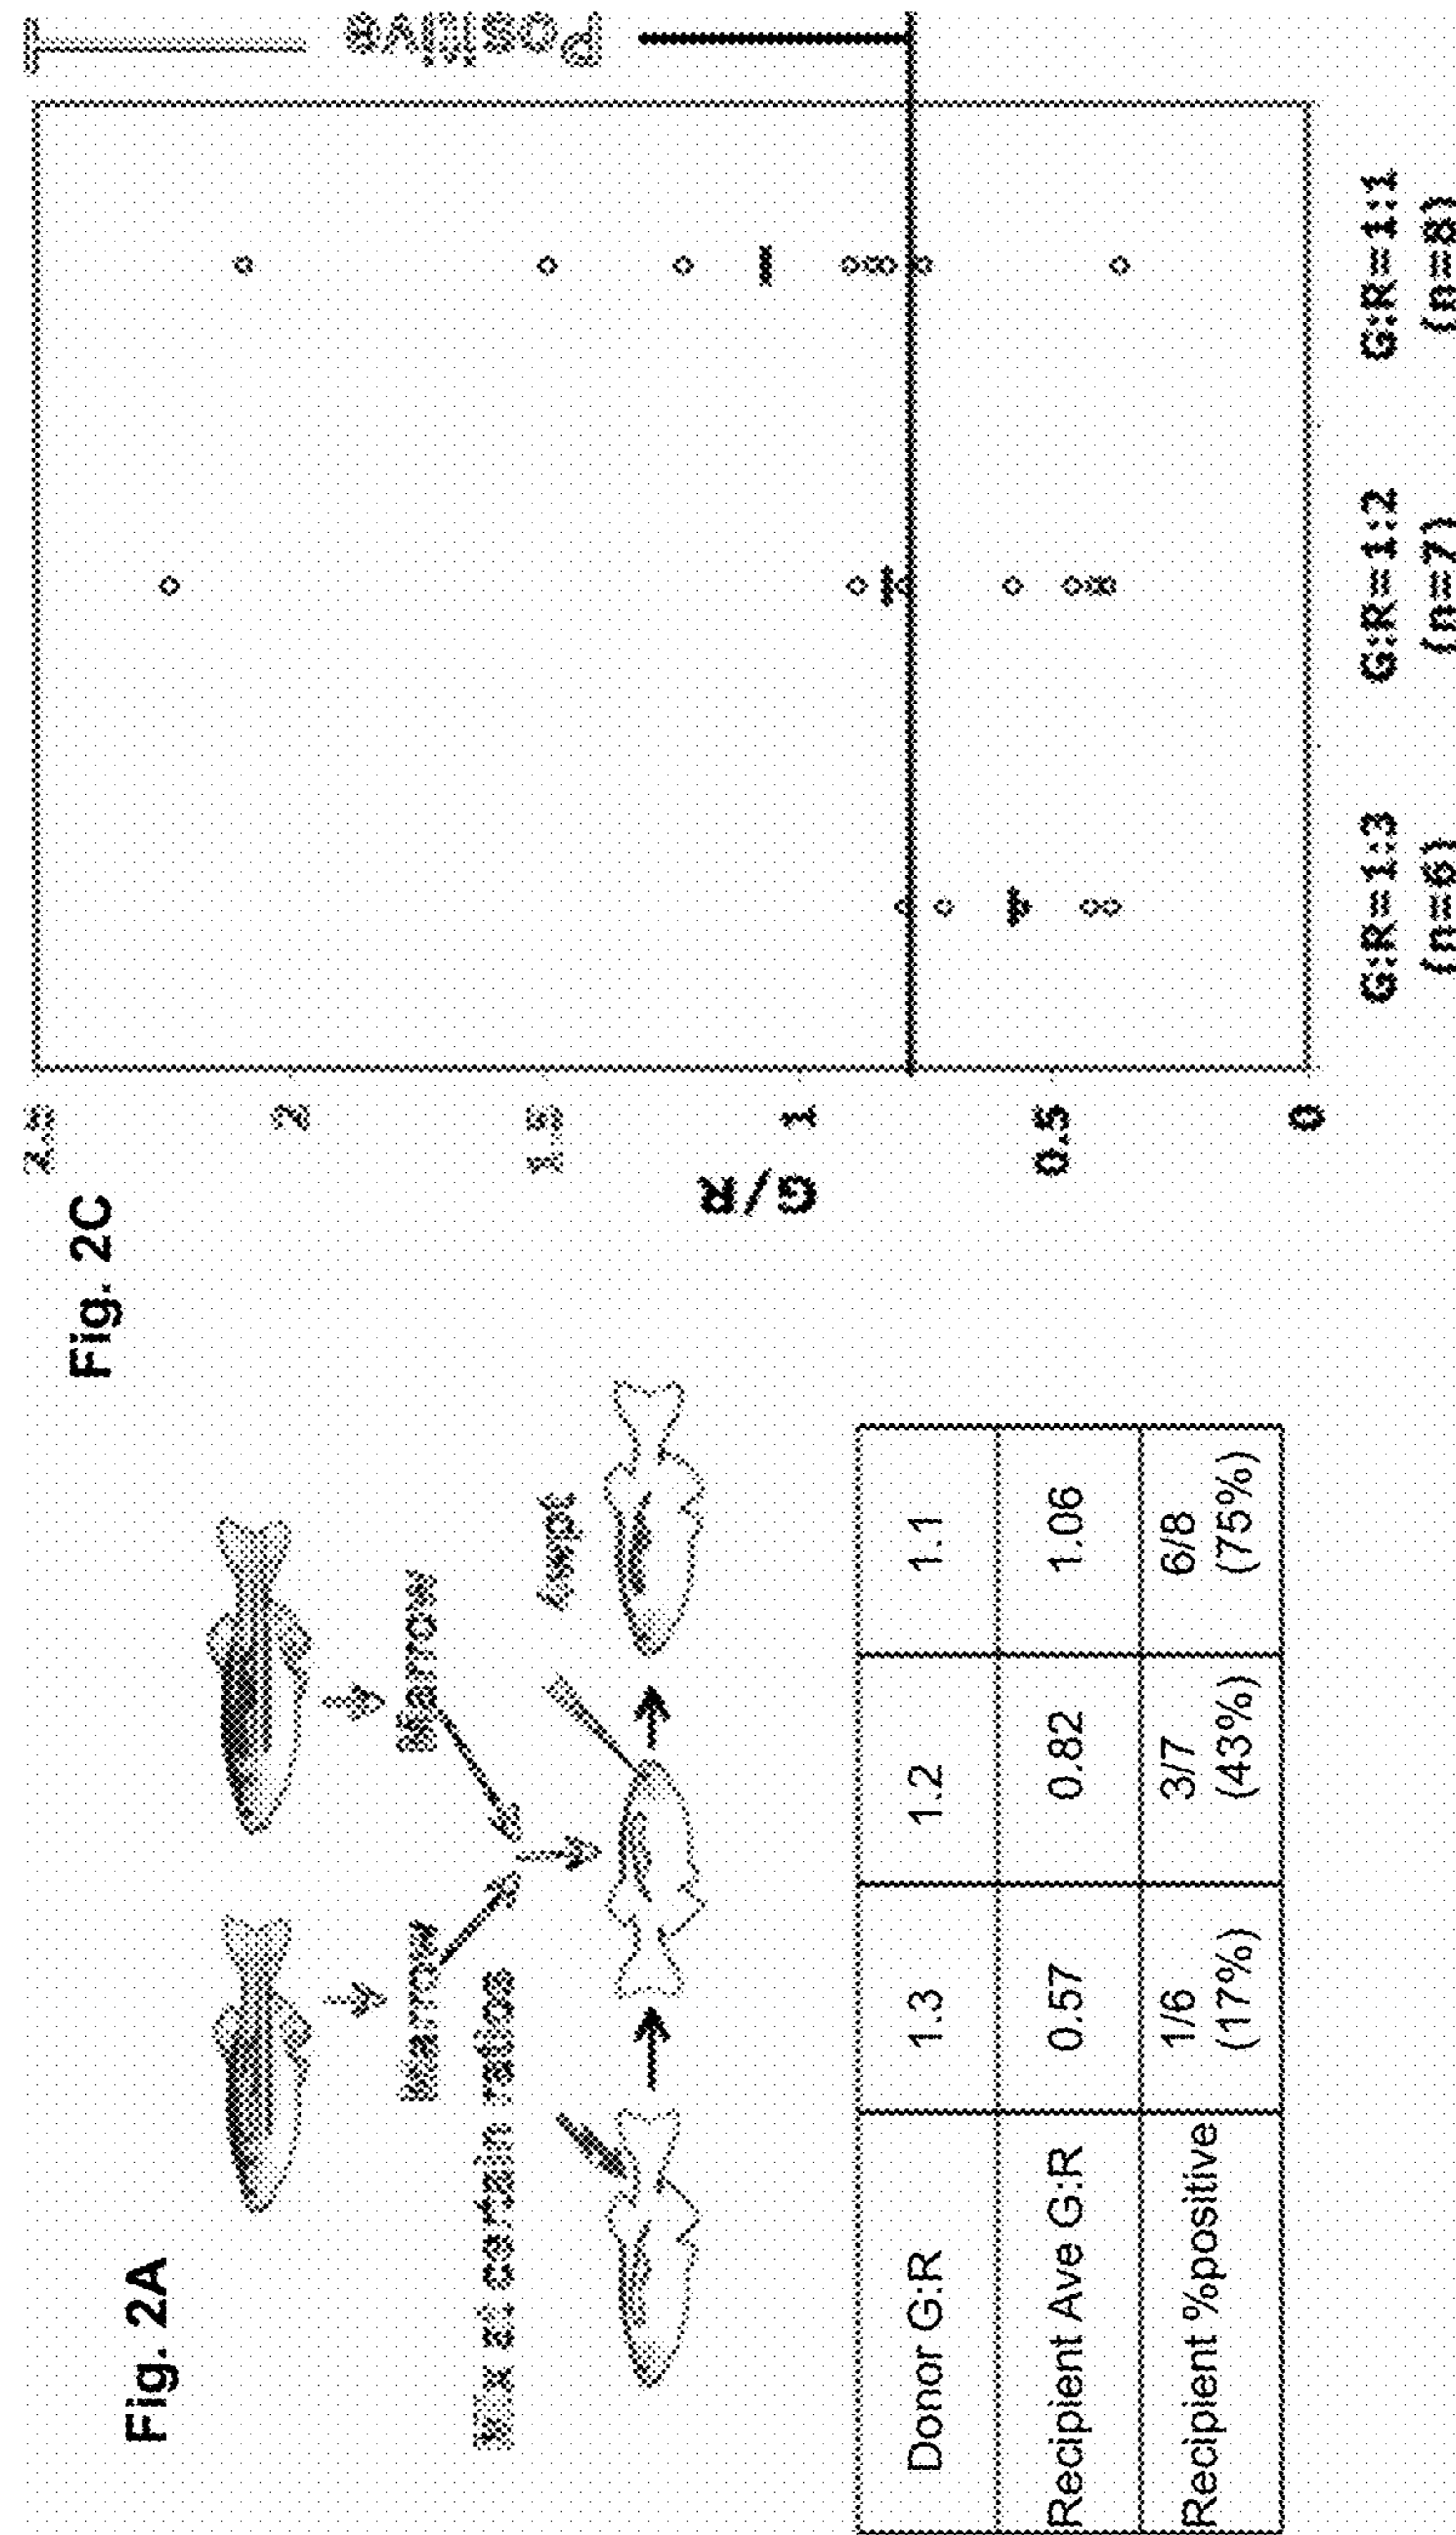 Fig. 2A
Marrow
Marrow
Mix at certain ratios
4wpt
Donor G:R 1.3 1.2 1.1
Recipient Ave G:R 0.57 0.82 1.06
Recipient %positive 1/6 3/7 6/8
(17%) (43%) (75%)
Fig. 2C
2.5
2
1.5
1
0.5
0
G/R
Positive
G:R=1:3 G:R=1:2 G:R=1:1
(n=6) (n=7) (n=8)